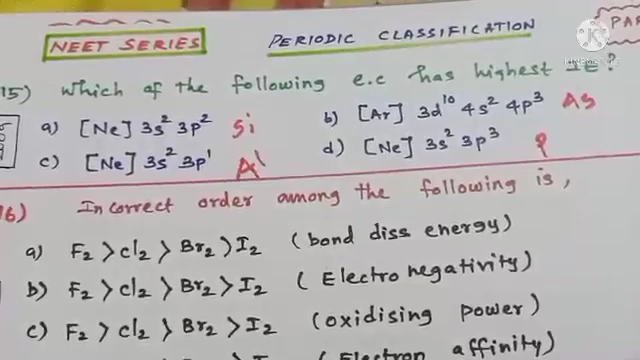 NEET SERIES
PERIODIC CLASSIFICATION
15) Which of the following e.c has highest IE?
a) [Ne] 3s² 3p² Si
b) [Ar] 3d¹⁰ 4s² 4p³ As
c) [Ne] 3s² 3p¹ Al
d) [Ne] 3s² 3p³ P
16) Incorrect order among the following is,
a) F₂ > Cl₂ > Br₂ > I₂ (bond diss energy)
b) F₂ > Cl₂ > Br₂ > I₂ (Electronegativity)
c) F₂ > Cl₂ > Br₂ > I₂ (oxidising power)
(Electron affinity)